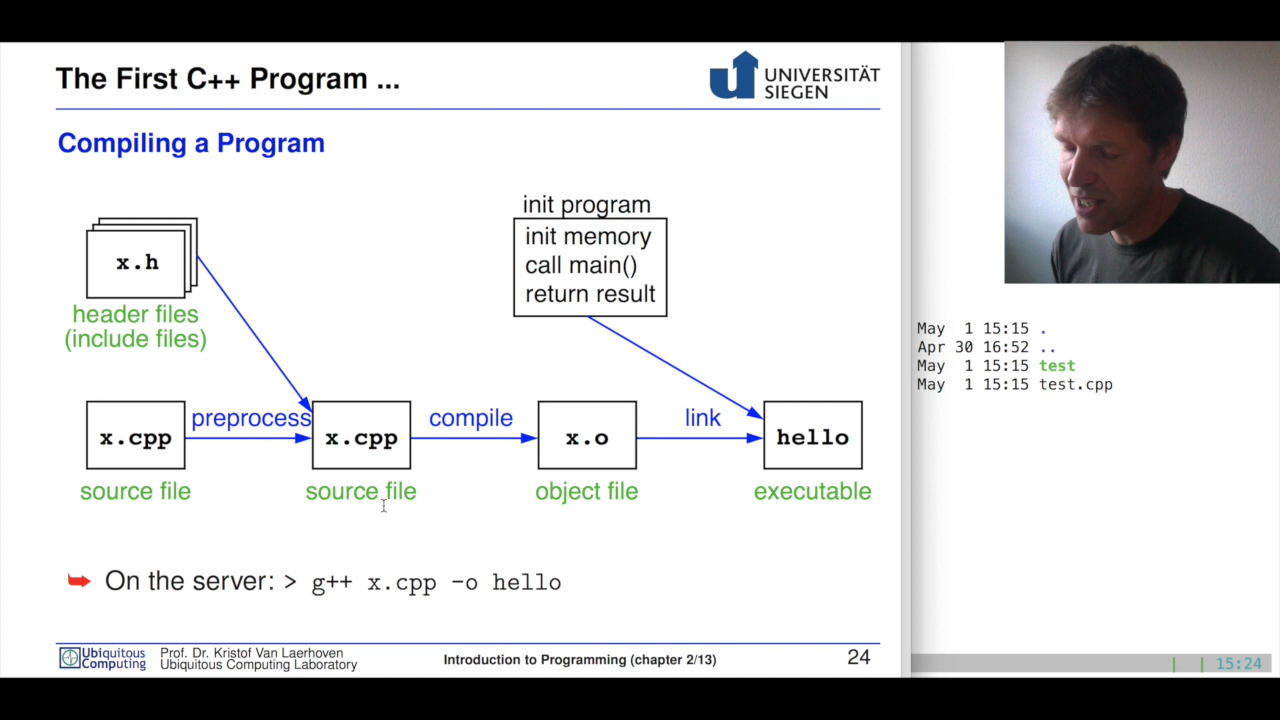 The First C++ Program ...
UNIVERSITÄT
SIEGEN
Compiling a Program
init program
init memory
call main()
return result
x.h
header files
(include files)
preprocess
compile
link
x.cpp
x.cpp
x.o
hello
source file
source file
object file
executable
➥ On the server: > g++ x.cpp -o hello
Ubiquitous
Computing
Prof. Dr. Kristof Van Laerhoven
Ubiquitous Computing Laboratory
Introduction to Programming (chapter 2/13)
24
May 1 15:15 .
Apr 30 16:52 ..
May 1 15:15 test
May 1 15:15 test.cpp
| | 15:24